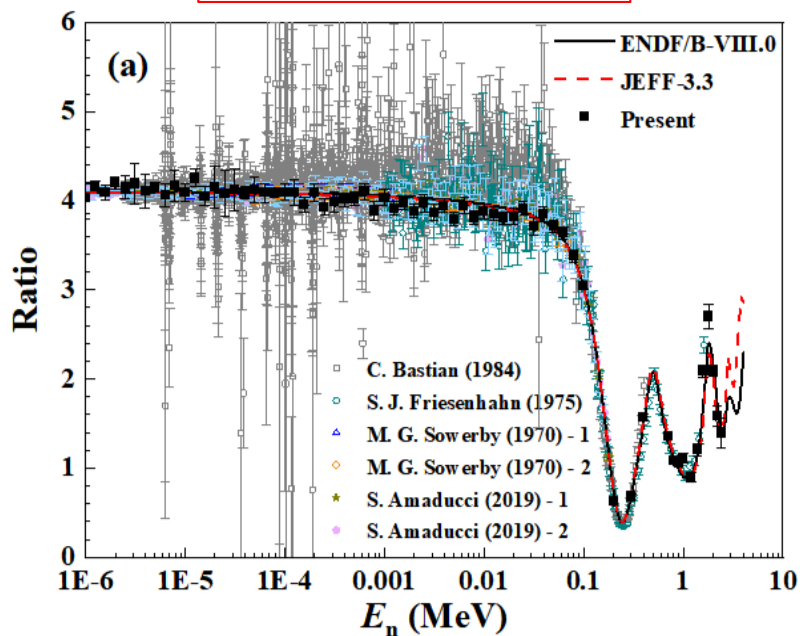 (a)
ENDF/B-VIII.0
JEFF-3.3
Present
6
5
4
3
2
1
0
Ratio
C. Bastian (1984)
S. J. Friesenhahn (1975)
M. G. Sowerby (1970) - 1
M. G. Sowerby (1970) - 2
S. Amaducci (2019) - 1
S. Amaducci (2019) - 2
1E-6 1E-5 1E-4 0.001 0.01 0.1 1 10
En (MeV)